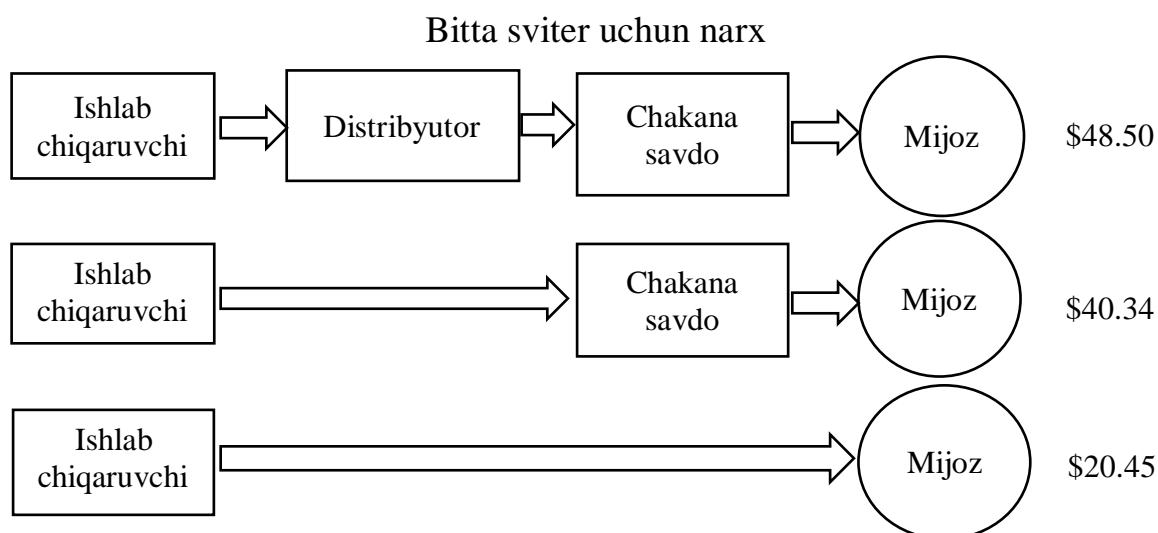 Bitta sviter uchun narx
Ishlab
chiqaruvchi
Distribyutor
Chakana
savdo
Mijoz
$48.50
Ishlab
chiqaruvchi
Chakana
savdo
Mijoz
$40.34
Ishlab
chiqaruvchi
Mijoz
$20.45